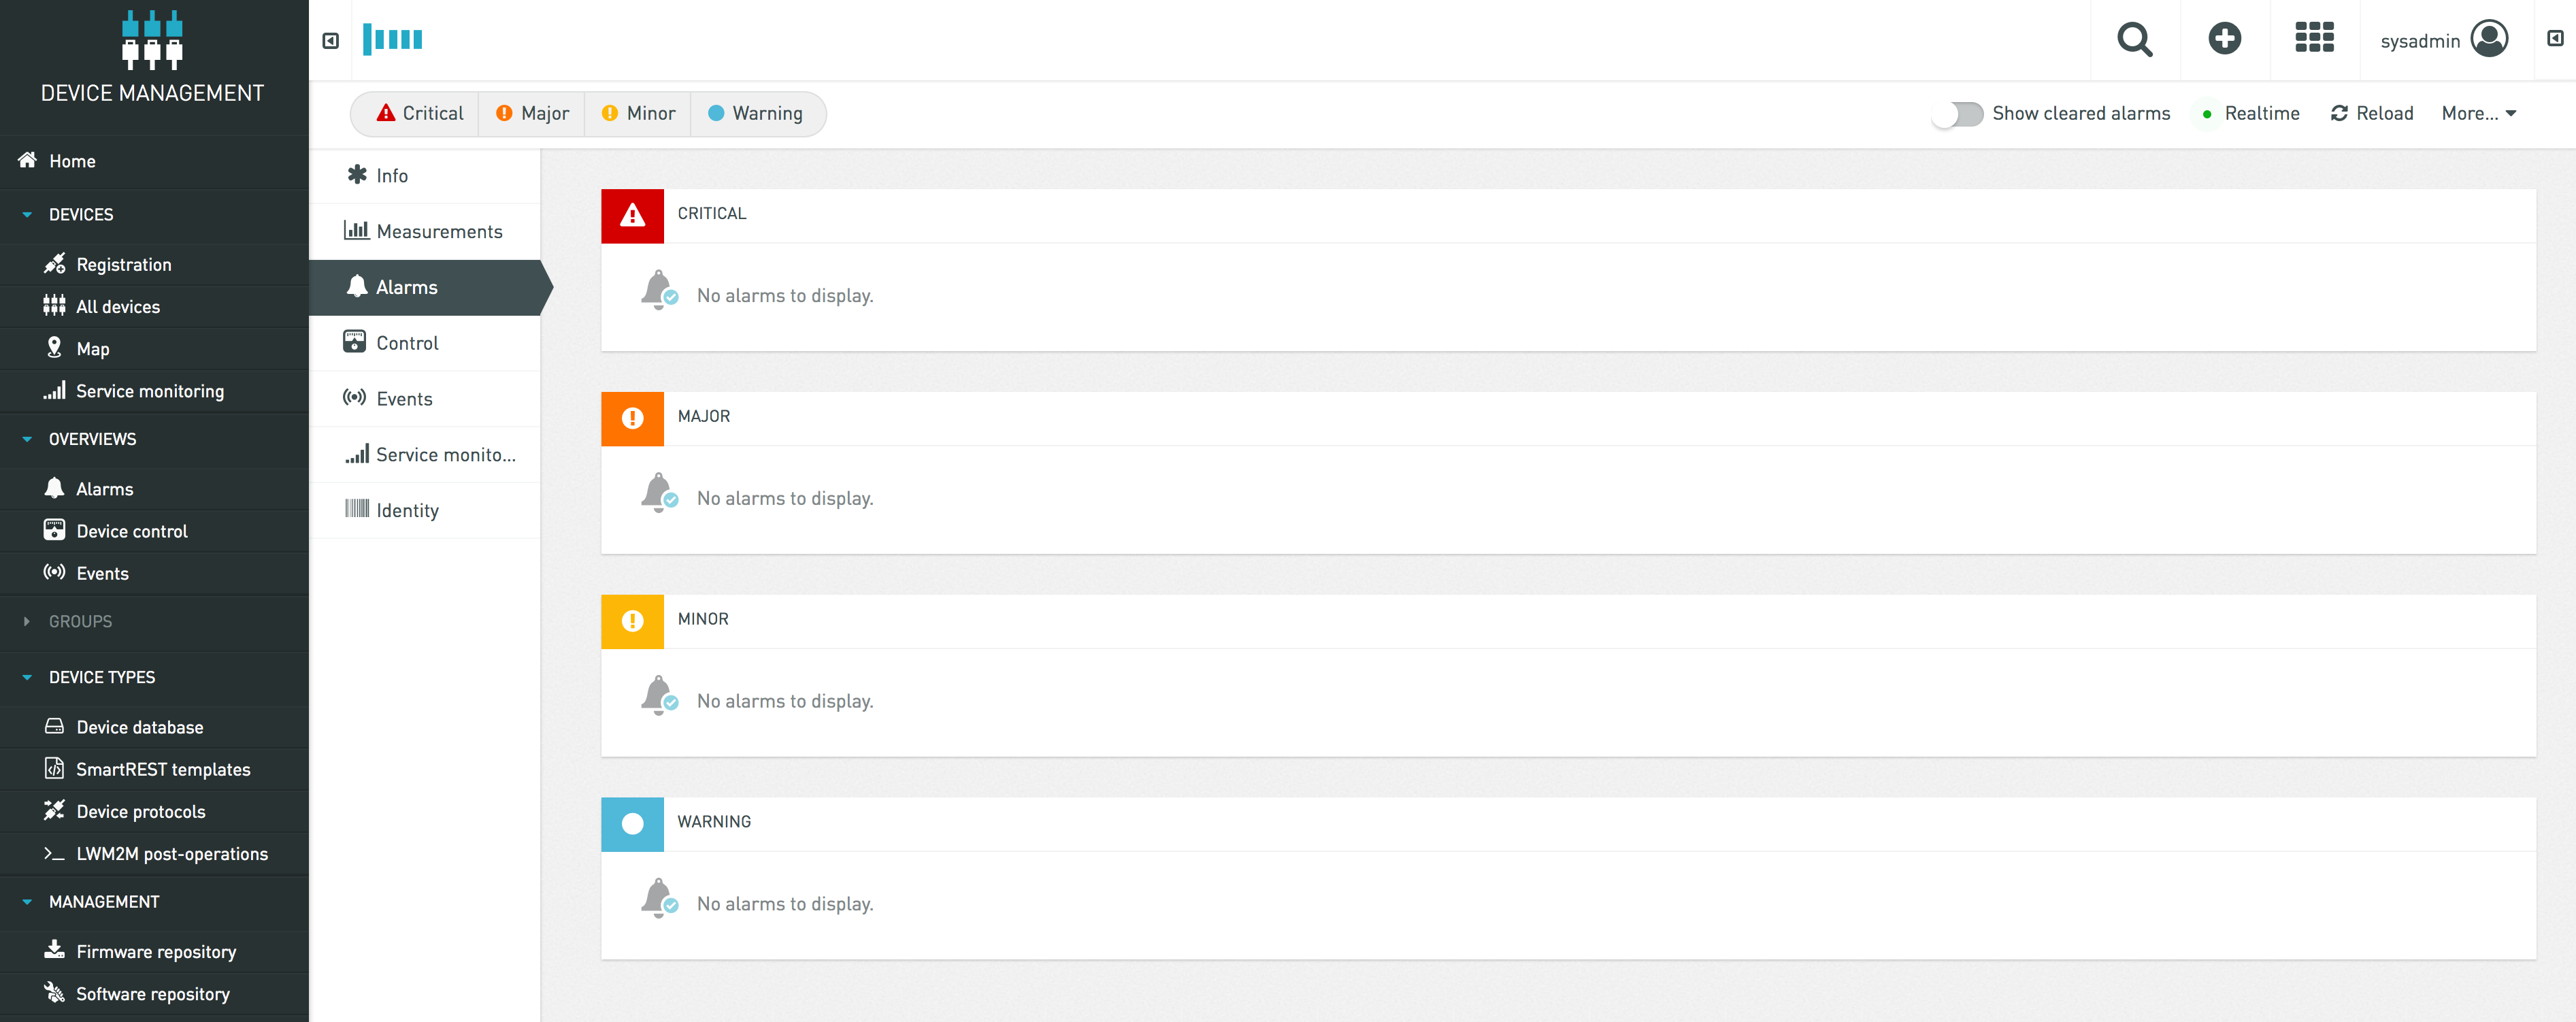 DEVICE MANAGEMENT
Home
DEVICES
Registration
All devices
Map
Service monitoring
OVERVIEWS
Alarms
Device control
Events
GROUPS
DEVICE TYPES
Device database
SmartREST templates
Device protocols
LWM2M post-operations
MANAGEMENT
Firmware repository
Software repository
sysadmin
Critical
Major
Minor
Warning
Show cleared alarms
Realtime
Reload
More...
Info
Measurements
Alarms
Control
Events
Service monito...
Identity
CRITICAL
No alarms to display.
MAJOR
No alarms to display.
MINOR
No alarms to display.
WARNING
No alarms to display.